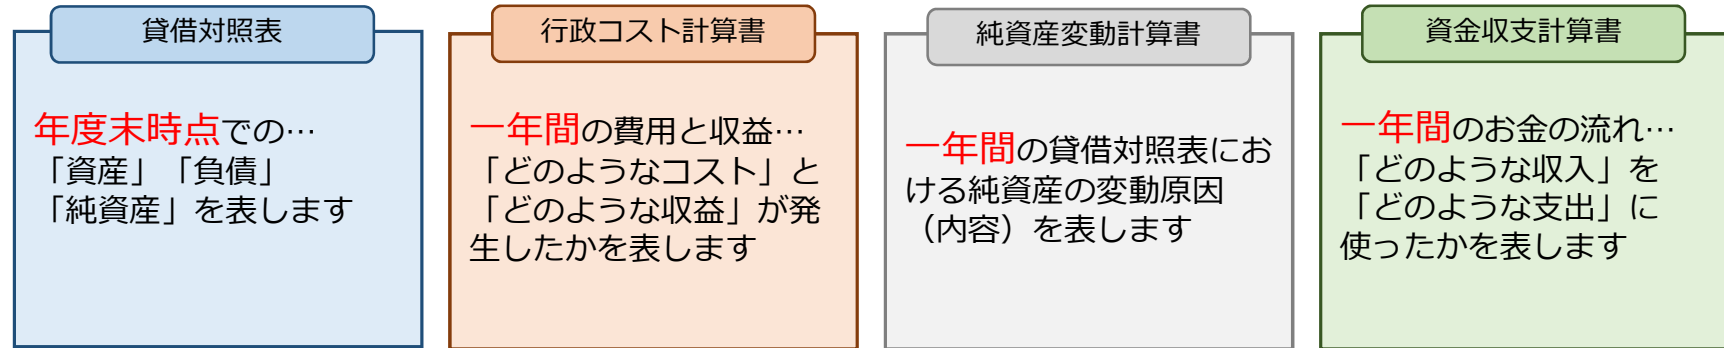 貸借対照表
年度末時点での…
「資産」「負債」
「純資産」を表します
行政コスト計算書
一年間の費用と収益…
「どのようなコスト」と
「どのような収益」が発
生したかを表します
純資産変動計算書
一年間の貸借対照表にお
ける純資産の変動原因
（内容）を表します
資金収支計算書
一年間のお金の流れ…
「どのような収入」を
「どのような支出」に
使ったかを表します